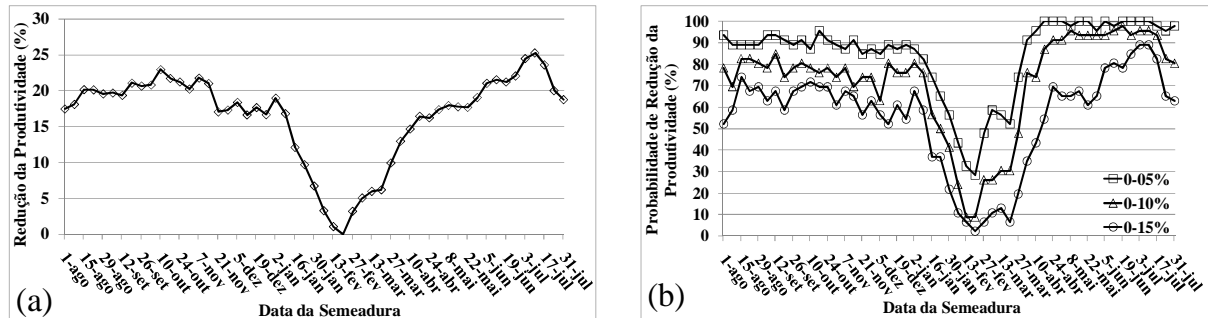 Redução da Produtividade (%)
30
25
20
15
10
5
0
1-ago
15-ago
29-ago
12-set
26-set
10-out
24-out
7-nov
21-nov
5-dez
19-dez
2-jan
16-jan
30-jan
13-fev
27-fev
13-mar
27-mar
10-abr
24-abr
8-mai
22-mai
5-jun
19-jun
3-jul
17-jul
31-jul
Data da Semeadura
(a)
Probabilidade de Redução da
Produtividade (%)
100
90
80
70
60
50
40
30
20
10
0
0-05%
0-10%
0-15%
1-ago
15-ago
29-ago
12-set
26-set
10-out
24-out
7-nov
21-nov
5-dez
19-dez
2-jan
16-jan
30-jan
13-fev
27-fev
13-mar
27-mar
10-abr
24-abr
8-mai
22-mai
5-jun
19-jun
3-jul
17-jul
31-jul
Data da Semeadura
(b)